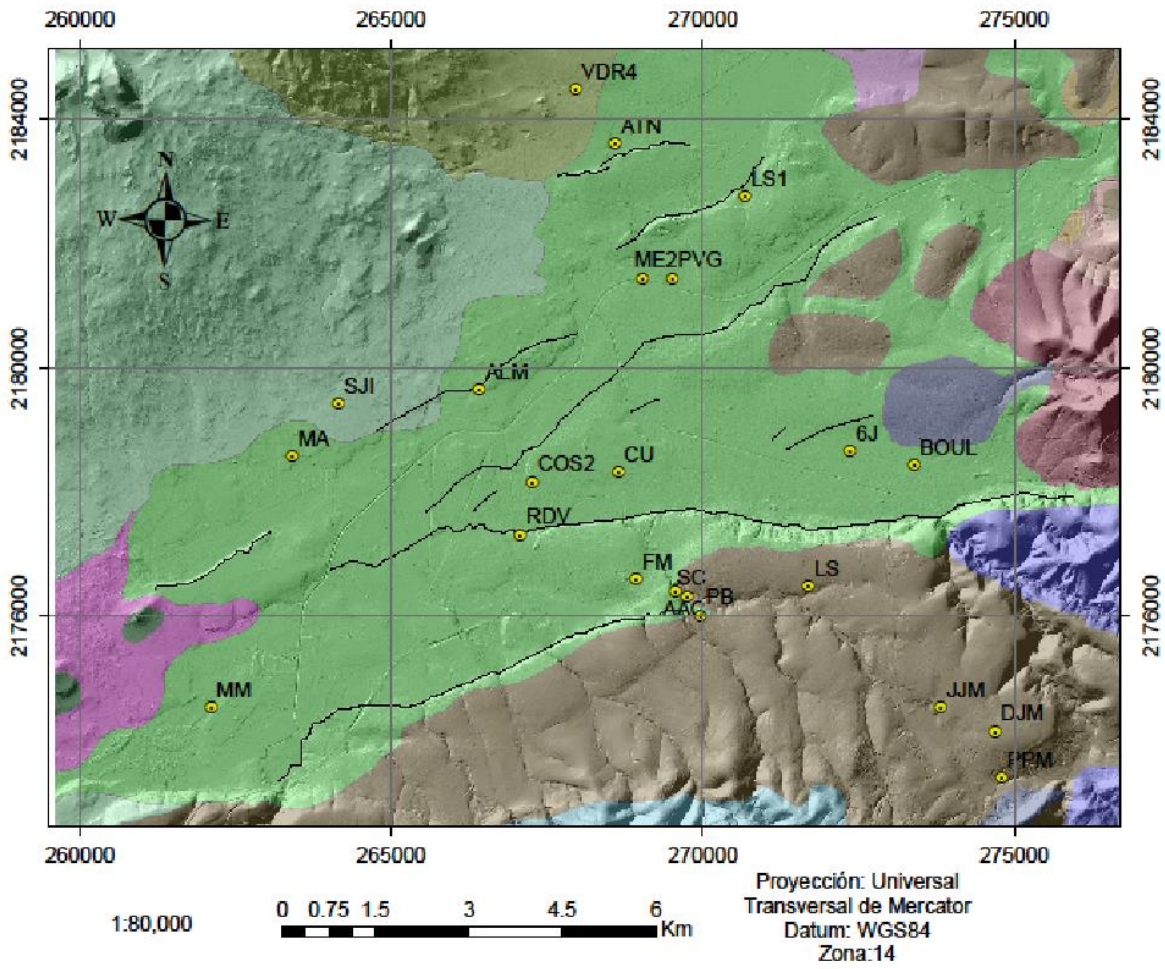 260000 265000 270000 275000
VDR4
2184000 2184000
ATN
LS1
N
W E
S
ME2PVG
2180000 2180000
ALM
SJI
MA
6J
BOUL
CU
COS2
RDV
FM
LS
SC
PB
AAC
2176000 2176000
MM
JJM
DJM
PPM
260000 265000 270000 275000
Proyección: Universal
Transversal de Mercator
Datum: WGS84
Zona:14
1:80,000
0 0.75 1.5 3 4.5 6
Km